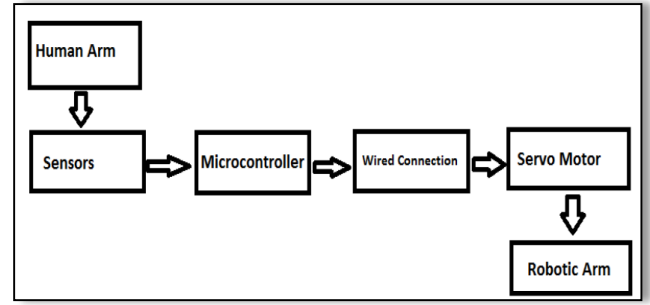 Human Arm
Sensors
Microcontroller
Wired Connection
Servo Motor
Robotic Arm